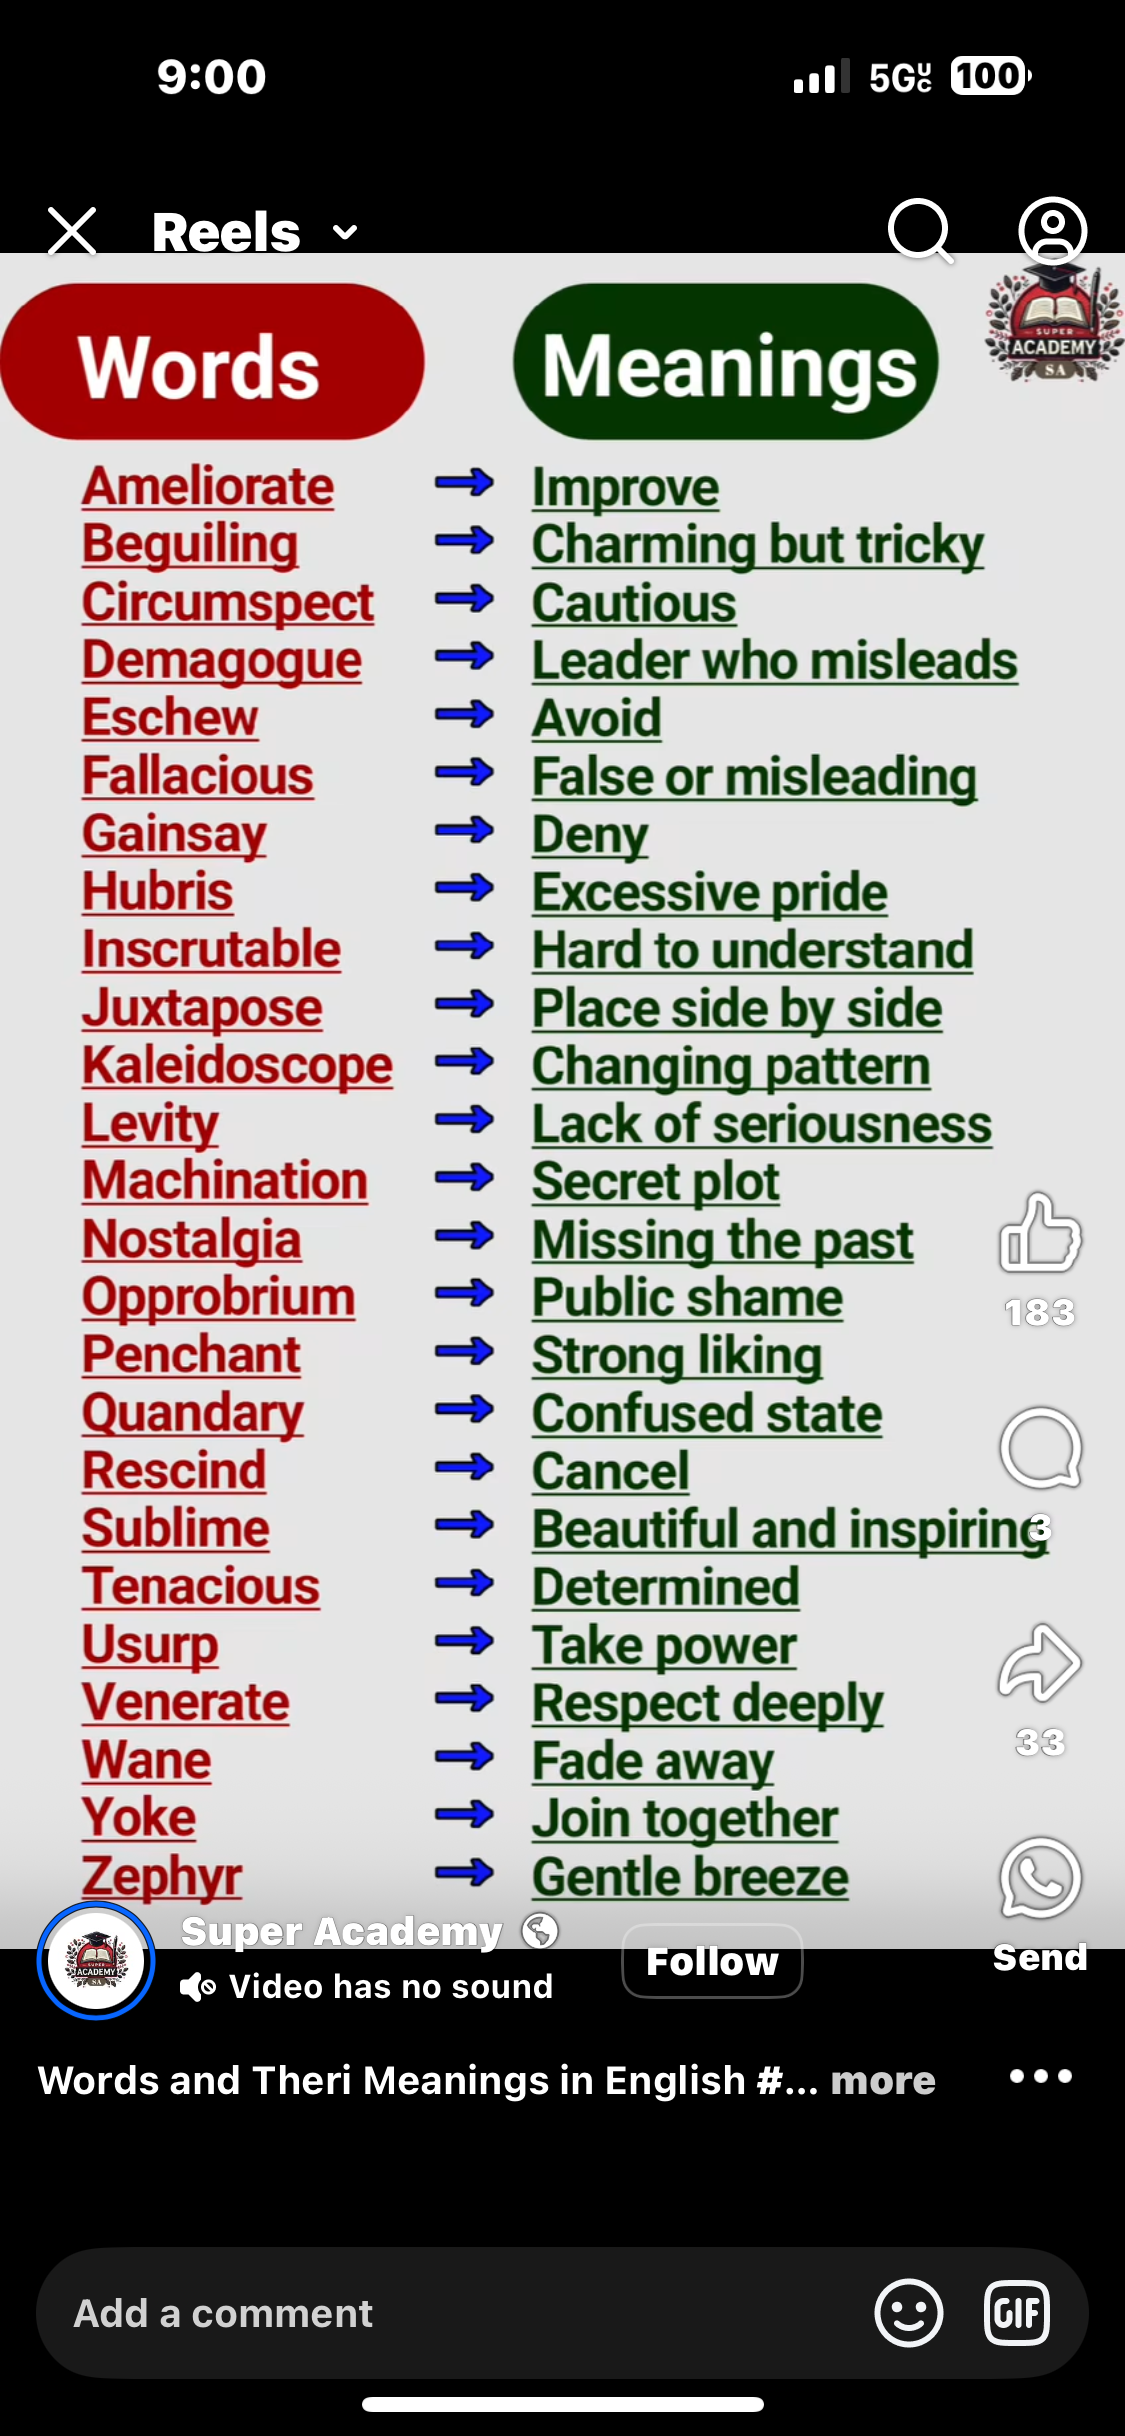 9:00
5GUC
100
Reels
Words
Meanings
SUPER
ACADEMY
SA
Ameliorate → Improve
Beguiling → Charming but tricky
Circumspect → Cautious
Demagogue → Leader who misleads
Eschew → Avoid
Fallacious → False or misleading
Gainsay → Deny
Hubris → Excessive pride
Inscrutable → Hard to understand
Juxtapose → Place side by side
Kaleidoscope → Changing pattern
Levity → Lack of seriousness
Machination → Secret plot
Nostalgia → Missing the past
Opprobrium → Public shame
Penchant → Strong liking
Quandary → Confused state
Rescind → Cancel
Sublime → Beautiful and inspiring
Tenacious → Determined
Usurp → Take power
Venerate → Respect deeply
Wane → Fade away
Yoke → Join together
Zephyr → Gentle breeze
183
3
33
Send
SUPER
ACADEMY
SA
Super Academy
Video has no sound
Follow
Words and Theri Meanings in English #... more
Add a comment
GIF